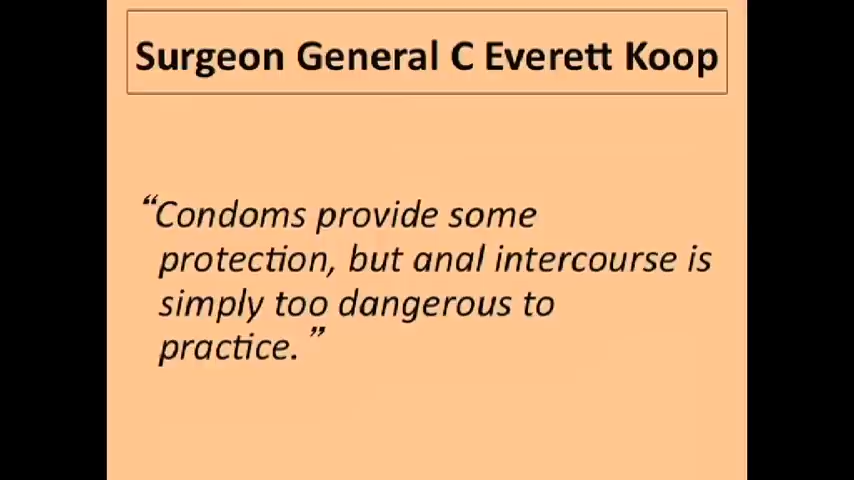 Surgeon General C Everett Koop
“Condoms provide some
protection, but anal intercourse is
simply too dangerous to
practice.”